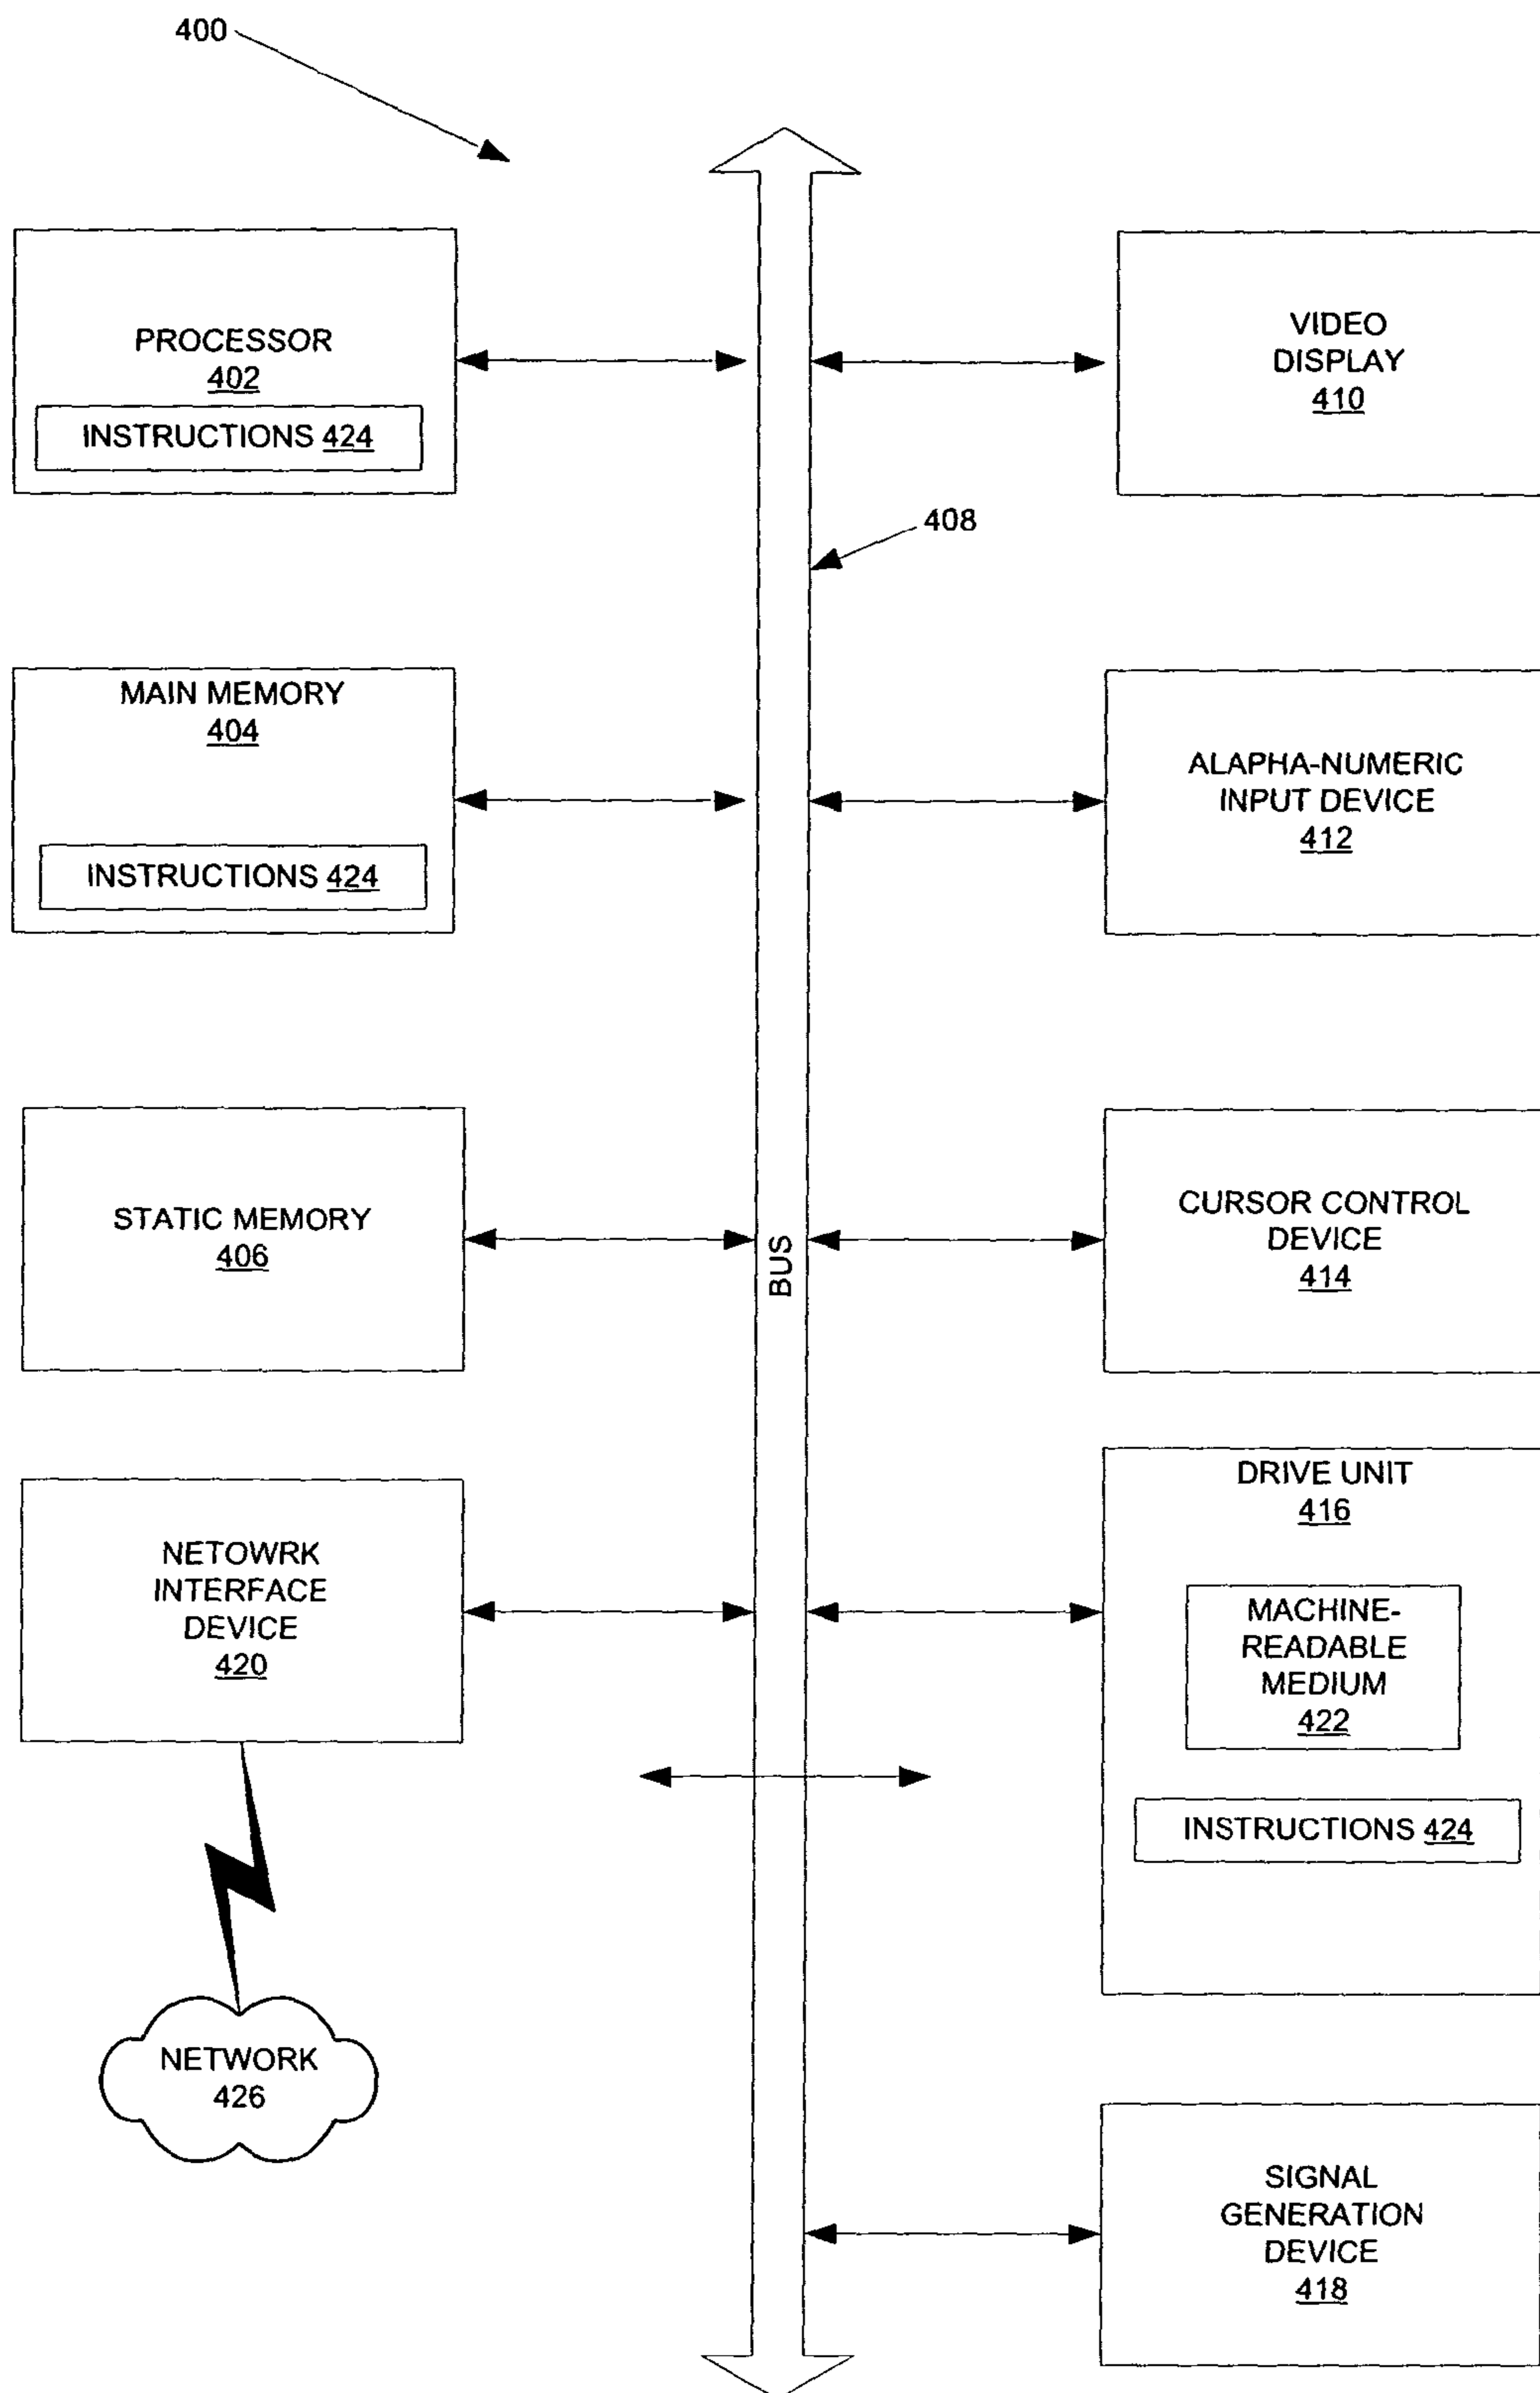 400
PROCESSOR
402
INSTRUCTIONS 424
VIDEO
DISPLAY
410
408
MAIN MEMORY
404
INSTRUCTIONS 424
ALAPHA-NUMERIC
INPUT DEVICE
412
STATIC MEMORY
406
BUS
CURSOR CONTROL
DEVICE
414
NETOWRK
INTERFACE
DEVICE
420
DRIVE UNIT
416
MACHINE-
READABLE
MEDIUM
422
INSTRUCTIONS 424
NETWORK
426
SIGNAL
GENERATION
DEVICE
418